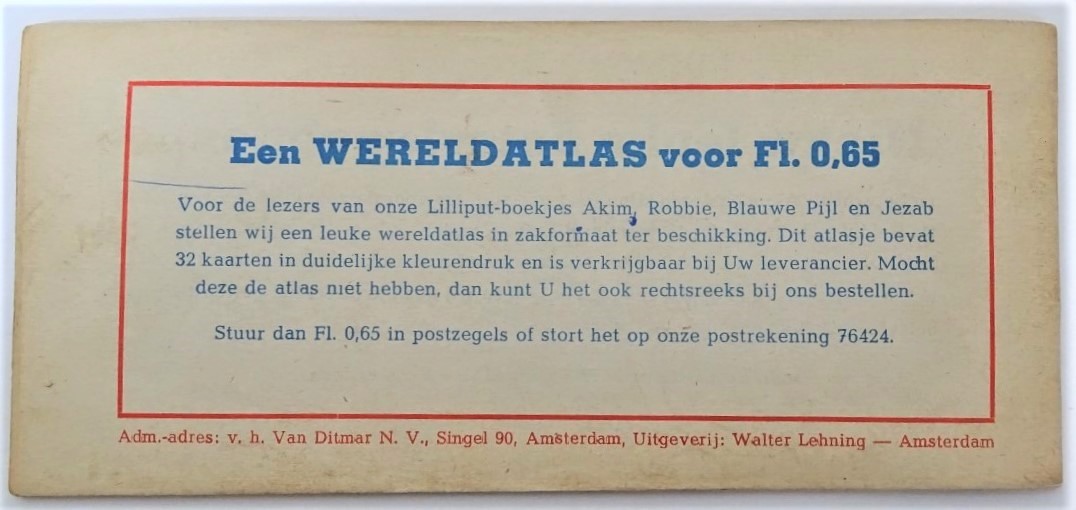 Een WERELDATLAS voor Fl. 0,65
Voor de lezers van onze Lilliput-boekjes Akim, Robbie, Blauwe Pijl en Jezab
stellen wij een leuke wereldatlas in zakformaat ter beschikking. Dit atlasje bevat
32 kaarten in duidelijke kleurendruk en is verkrijgbaar bij Uw leverancier. Mocht
deze de atlas niet hebben, dan kunt U het ook rechtsreeks bij ons bestellen.
Stuur dan Fl. 0,65 in postzegels of stort het op onze postrekening 76424.
Adm.-adres: v. h. Van Ditmar N. V., Singel 90, Amsterdam, Uitgeverij: Walter Lehning — Amsterdam